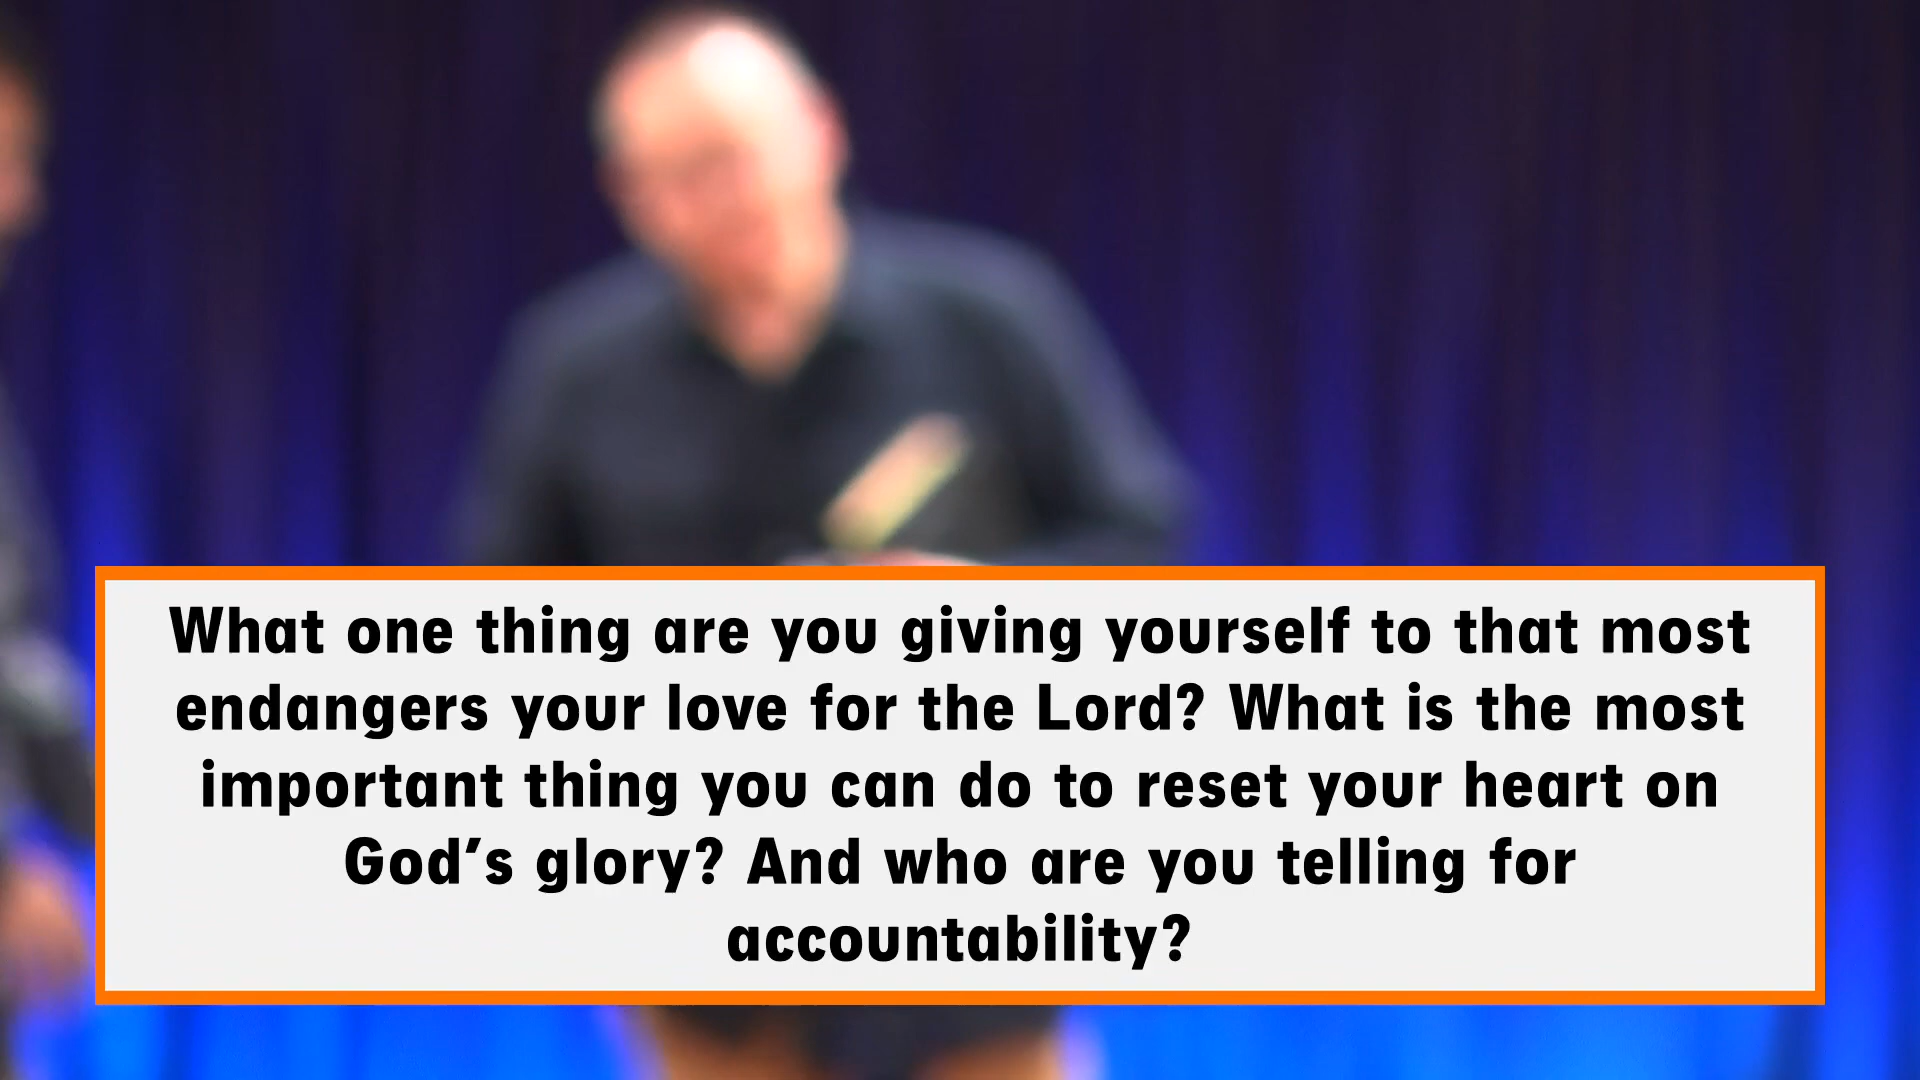 What one thing are you giving yourself to that most
endangers your love for the Lord? What is the most
important thing you can do to reset your heart on
God’s glory? And who are you telling for
accountability?